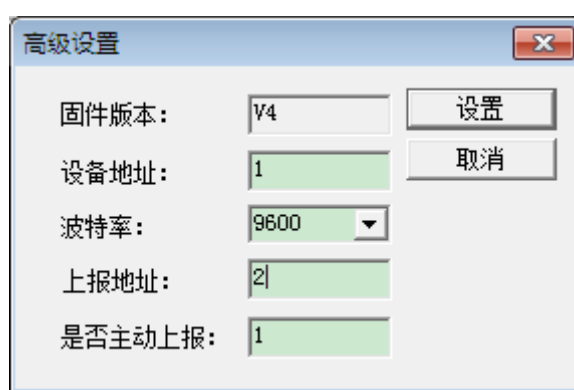 高级设置
固件版本: V4 设置
设备地址: 1 取消
波特率: 9600
上报地址: 2
是否主动上报: 1